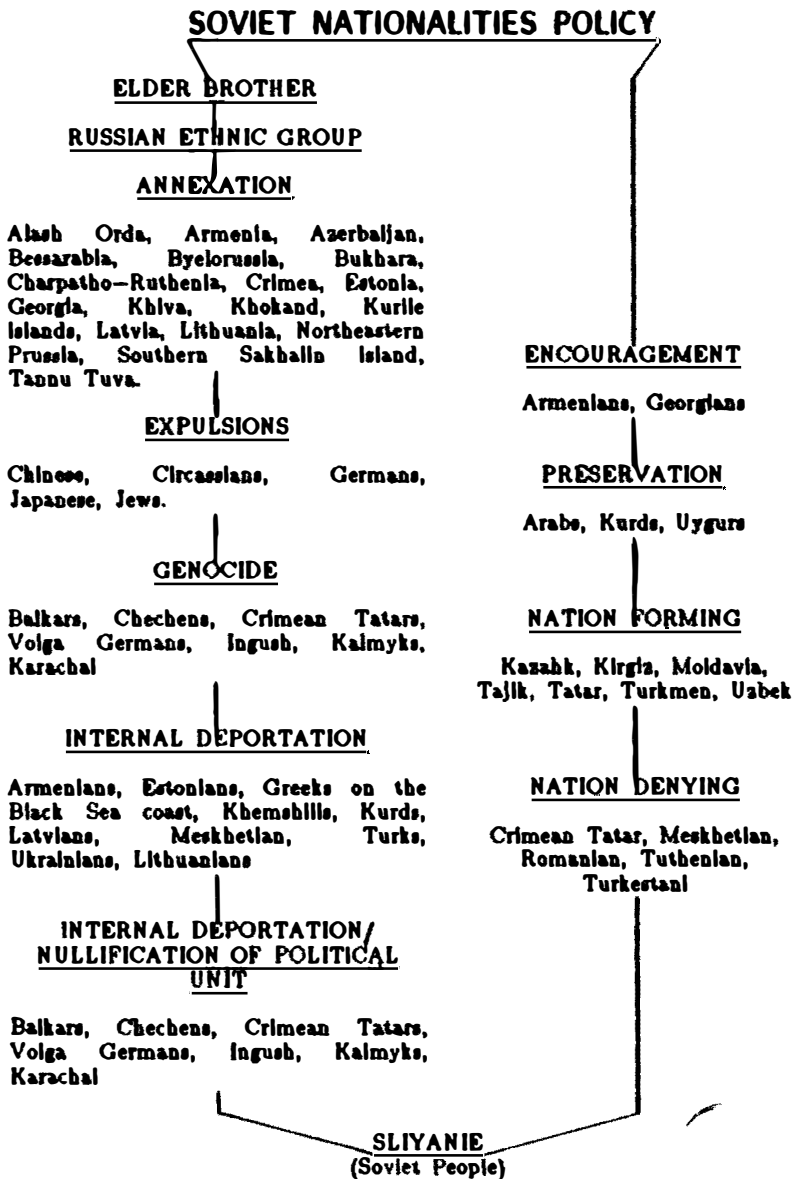 SOVIET NATIONALITIES POLICY
ELDER BROTHER
RUSSIAN ETHNIC GROUP
ANNEXATION
Alash Orda, Armenia, Azerbaijan,
Bessarabia, Byelorussia, Bukhara,
Charpatho-Ruthenia, Crimea, Estonia,
Georgia, Khiva, Khokand, Kurile
Islands, Latvia, Lithuania, Northeastern
Prussia, Southern Sakhalin Island,
Tannu Tuva.
EXPULSIONS
Chinese, Circassians, Germans,
Japanese, Jews.
GENOCIDE
Balkars, Chechens, Crimean Tatars,
Volga Germans, Ingush, Kalmyks,
Karachai
INTERNAL DEPORTATION
Armenians, Estonians, Greeks on the
Black Sea coast, Khemshills, Kurds,
Latvians, Meskhetian, Turks,
Ukrainians, Lithuanians
INTERNAL DEPORTATION/
NULLIFICATION OF POLITICAL
UNIT
Balkars, Chechens, Crimean Tatars,
Volga Germans, Ingush, Kalmyks,
Karachai
ENCOURAGEMENT
Armenians, Georgians
PRESERVATION
Arabs, Kurds, Uygurs
NATION FORMING
Kazahk, Kirgiz, Moldavia,
Tajik, Tatar, Turkmen, Uzbek
NATION DENYING
Crimean Tatar, Meskhetian,
Romanian, Tuthenian,
Turkestani
SLIYANIE
(Soviet People)